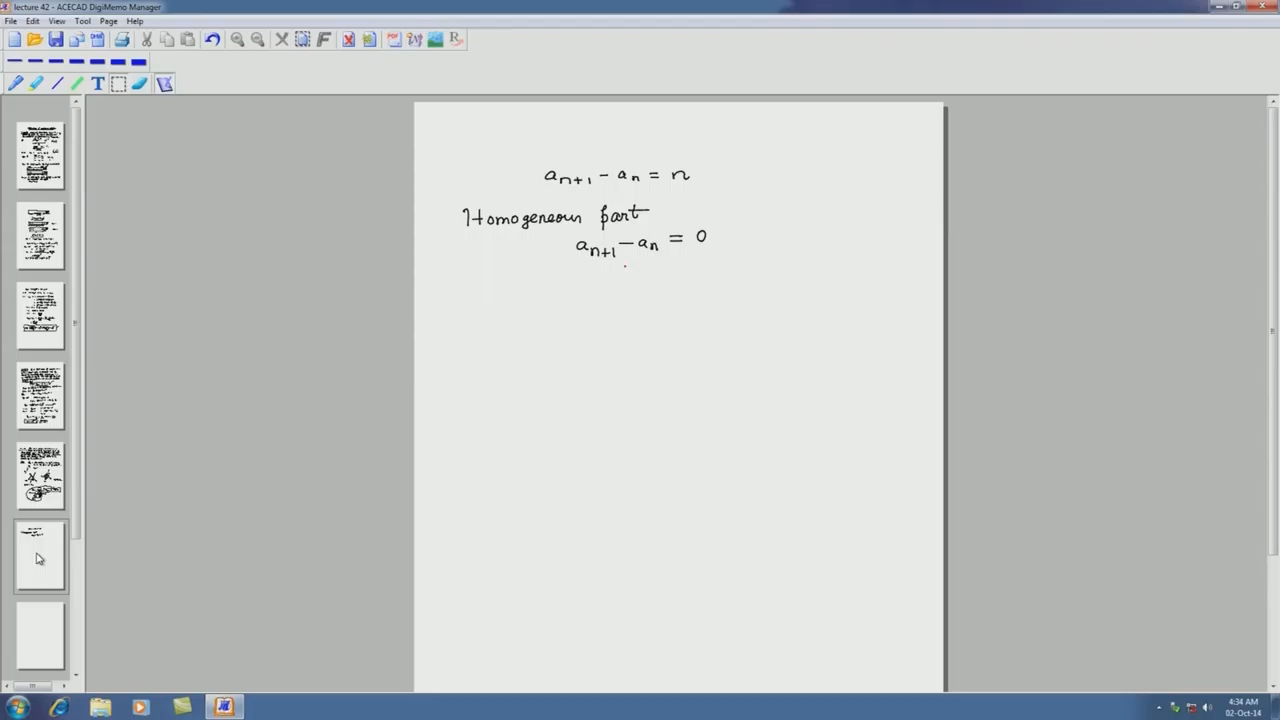 lecture 42 - ACECAD DigiMemo Manager
File Edit View Tool Page Help
a_{n+1} - a_n = n
Homogeneous part
a_{n+1} - a_n = 0
4:34 AM
02-Oct-14